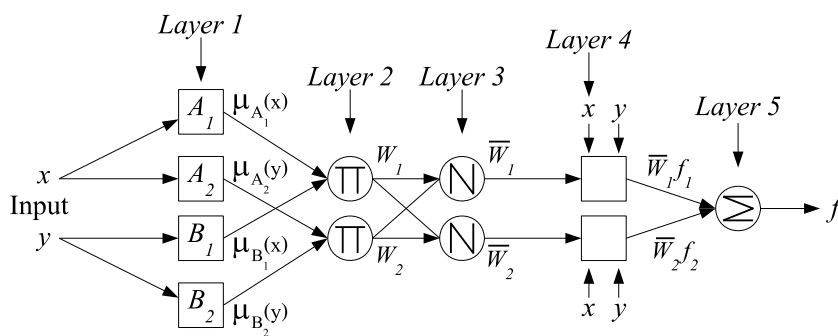 Layer 1
Layer 2
Layer 3
Layer 4
Layer 5
x
Input
y
A1
A2
B1
B2
μA1(x)
μA2(y)
μB1(x)
μB2(y)
Π
Π
W1
W2
N
N
W̅1
W̅2
x y
x y
W̅1f1
W̅2f2
Σ
f